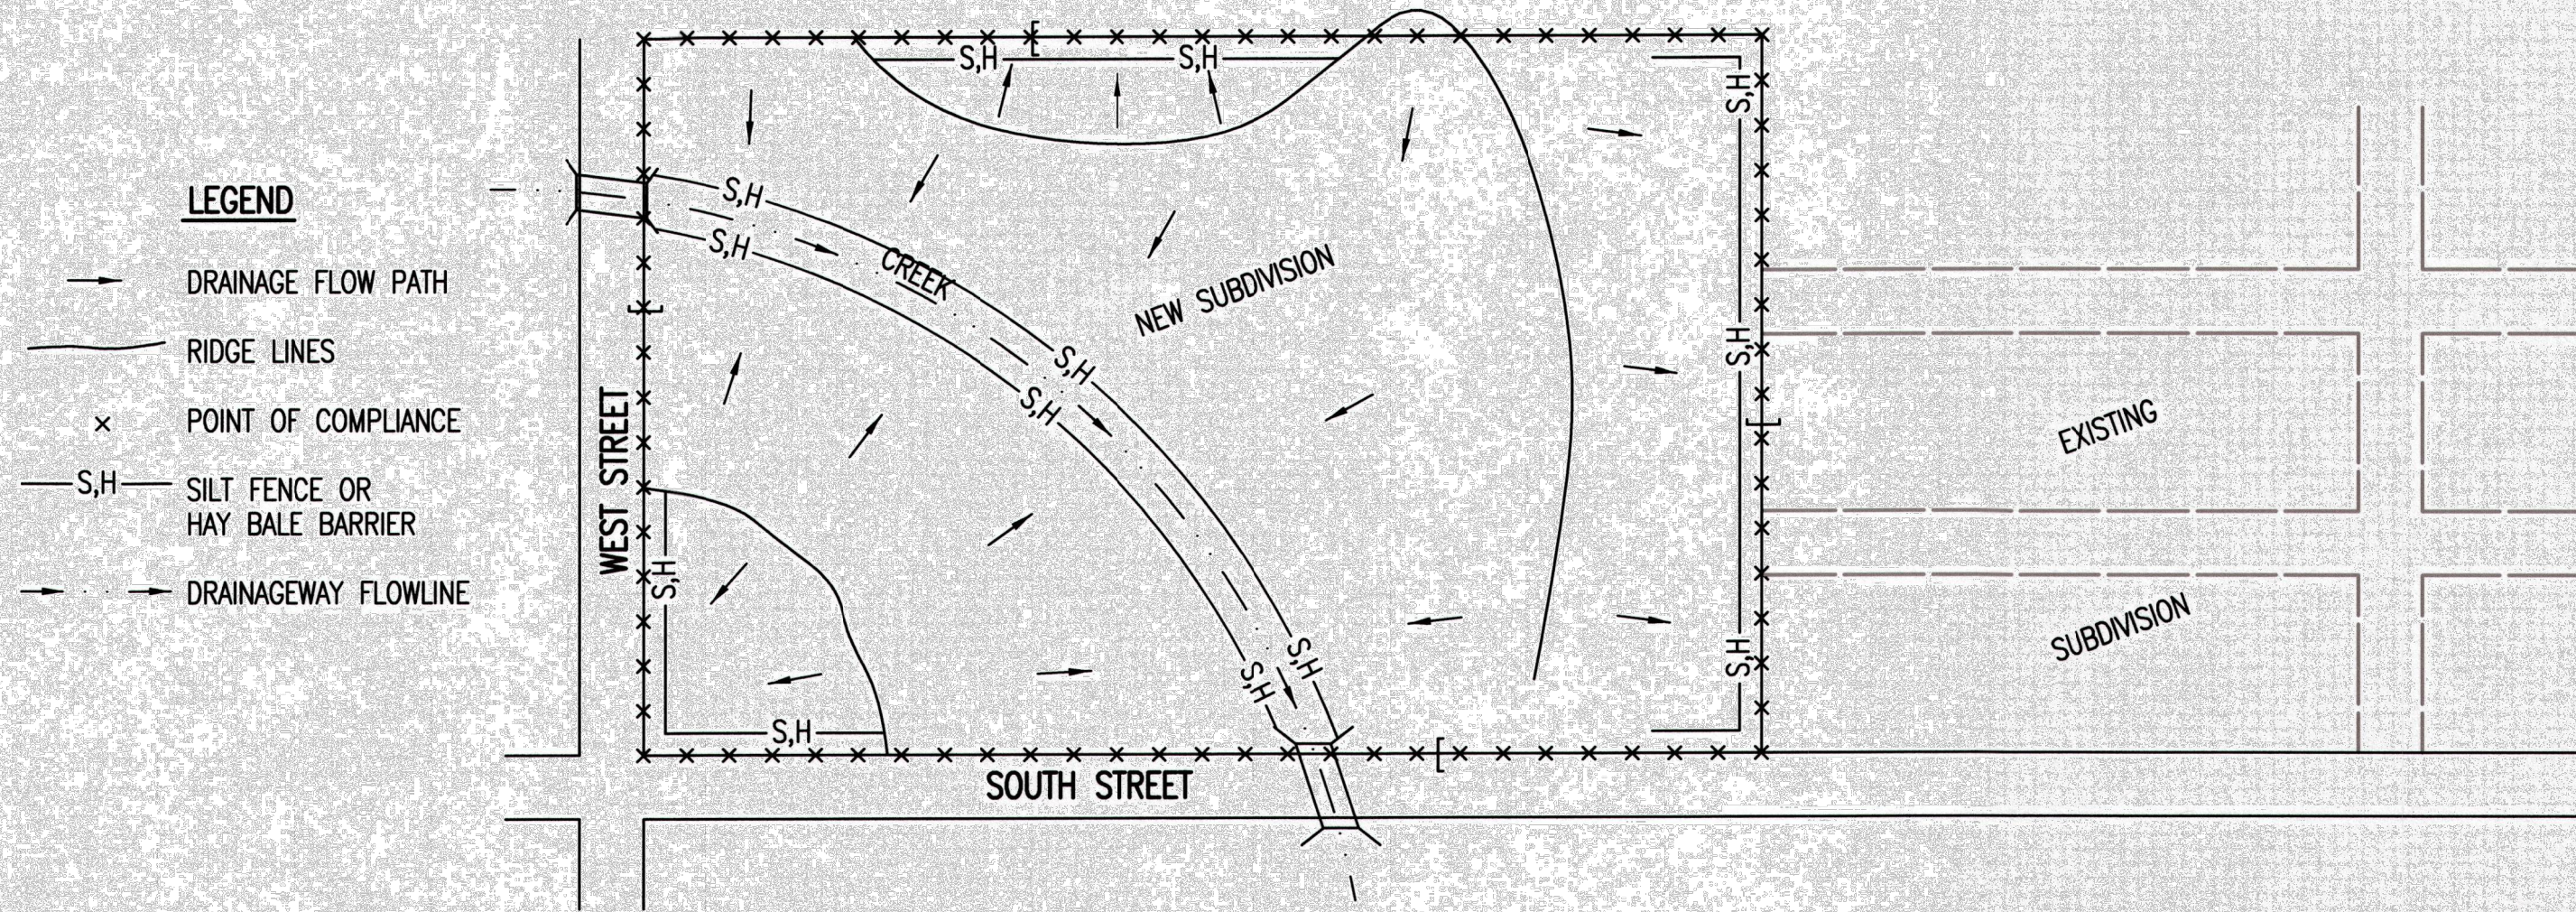 LEGEND
DRAINAGE FLOW PATH
RIDGE LINES
× POINT OF COMPLIANCE
S,H SILT FENCE OR
HAY BALE BARRIER
DRAINAGEWAY FLOWLINE
S,H
S,H
S,H
S,H
S,H
CREEK
NEW SUBDIVISION
S,H
S,H
S,H
WEST STREET
EXISTING
S,H
SUBDIVISION
S,H
S,H
S,H
S,H
SOUTH STREET